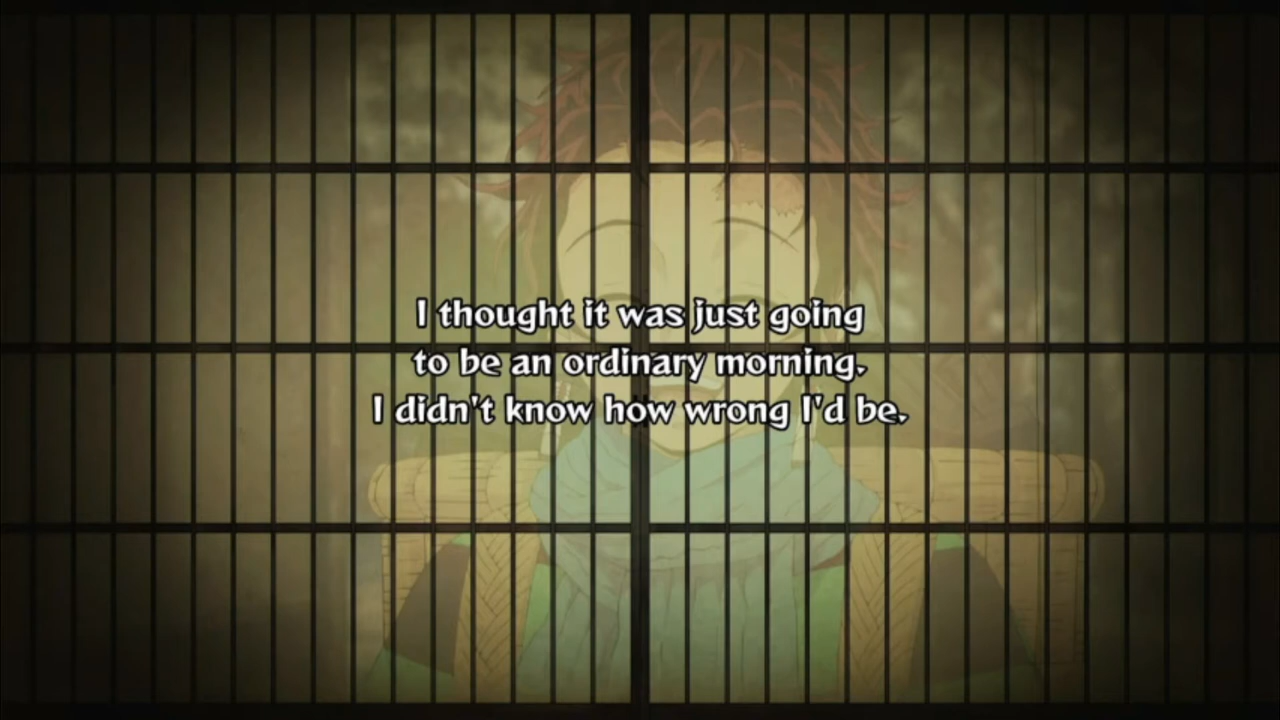 I thought it was just going
to be an ordinary morning.
I didn't know how wrong I'd be.